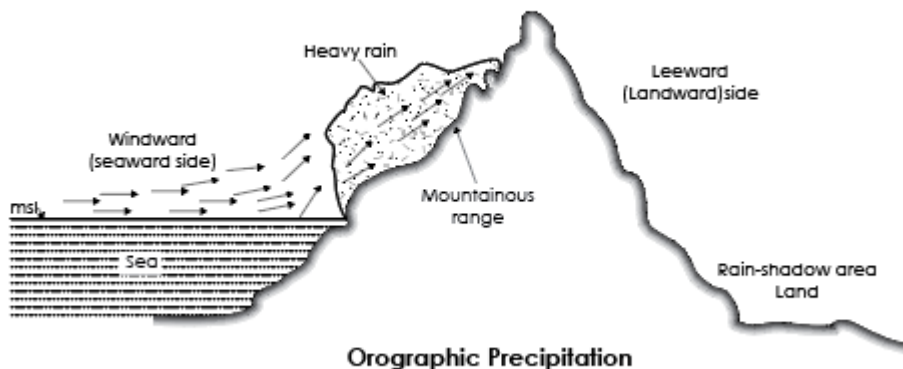 Heavy rain
Leeward
(Landward)side
Windward
(seaward side)
msl
Mountainous
range
Sea
Rain-shadow area
Land
Orographic Precipitation